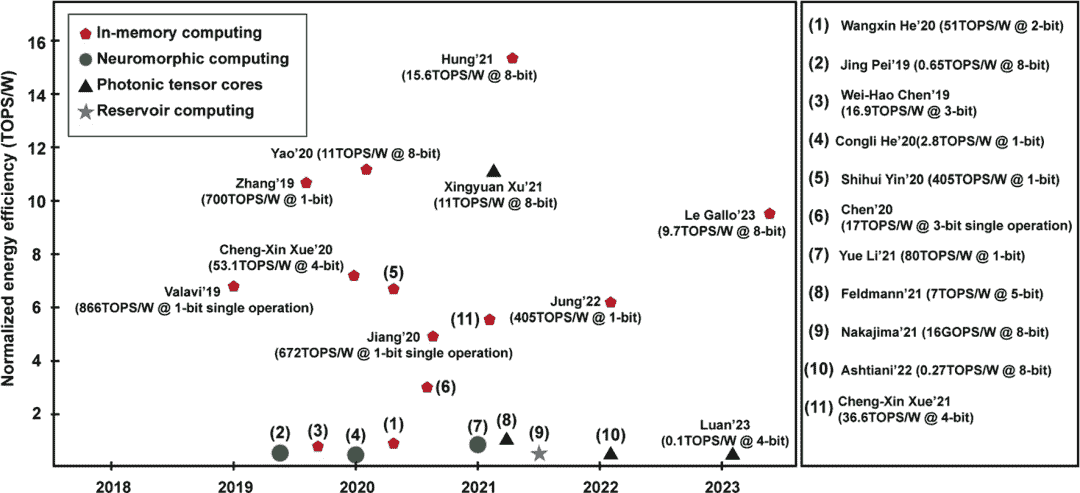 Normalized energy efficiency (TOPS/W)
16
14
12
10
8
6
4
2
In-memory computing
Neuromorphic computing
Photonic tensor cores
Reservoir computing
Hung’21
(15.6TOPS/W @ 8-bit)
Yao’20 (11TOPS/W @ 8-bit)
Zhang’19
(700TOPS/W @ 1-bit)
Xingyuan Xu’21
(11TOPS/W @ 8-bit)
Le Gallo’23
(9.7TOPS/W @ 8-bit)
Cheng-Xin Xue’20
(53.1TOPS/W @ 4-bit)
(5)
Valavi’19
(866TOPS/W @ 1-bit single operation)
Jung’22
(405TOPS/W @ 1-bit)
(11)
Jiang’20
(672TOPS/W @ 1-bit single operation)
(6)
(2)
(3)
(4)
(1)
(7)
(8)
(9)
(10)
Luan’23
(0.1TOPS/W @ 4-bit)
2018
2019
2020
2021
2022
2023
(1) Wangxin He’20 (51TOPS/W @ 2-bit)
(2) Jing Pei’19 (0.65TOPS/W @ 8-bit)
(3) Wei-Hao Chen’19
(16.9TOPS/W @ 3-bit)
(4) Congli He’20(2.8TOPS/W @ 1-bit)
(5) Shihui Yin’20 (405TOPS/W @ 1-bit)
(6) Chen’20
(17TOPS/W @ 3-bit single operation)
(7) Yue Li’21 (80TOPS/W @ 1-bit)
(8) Feldmann’21 (7TOPS/W @ 5-bit)
(9) Nakajima’21 (16GOPS/W @ 8-bit)
(10) Ashtiani’22 (0.27TOPS/W @ 8-bit)
(11) Cheng-Xin Xue’21
(36.6TOPS/W @ 4-bit)